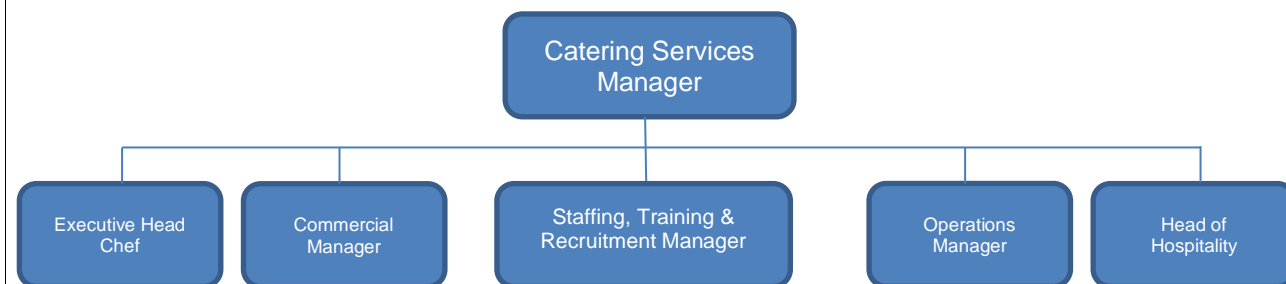 Catering Services
Manager
Executive Head
Chef
Commercial
Manager
Staffing, Training &
Recruitment Manager
Operations
Manager
Head of
Hospitality